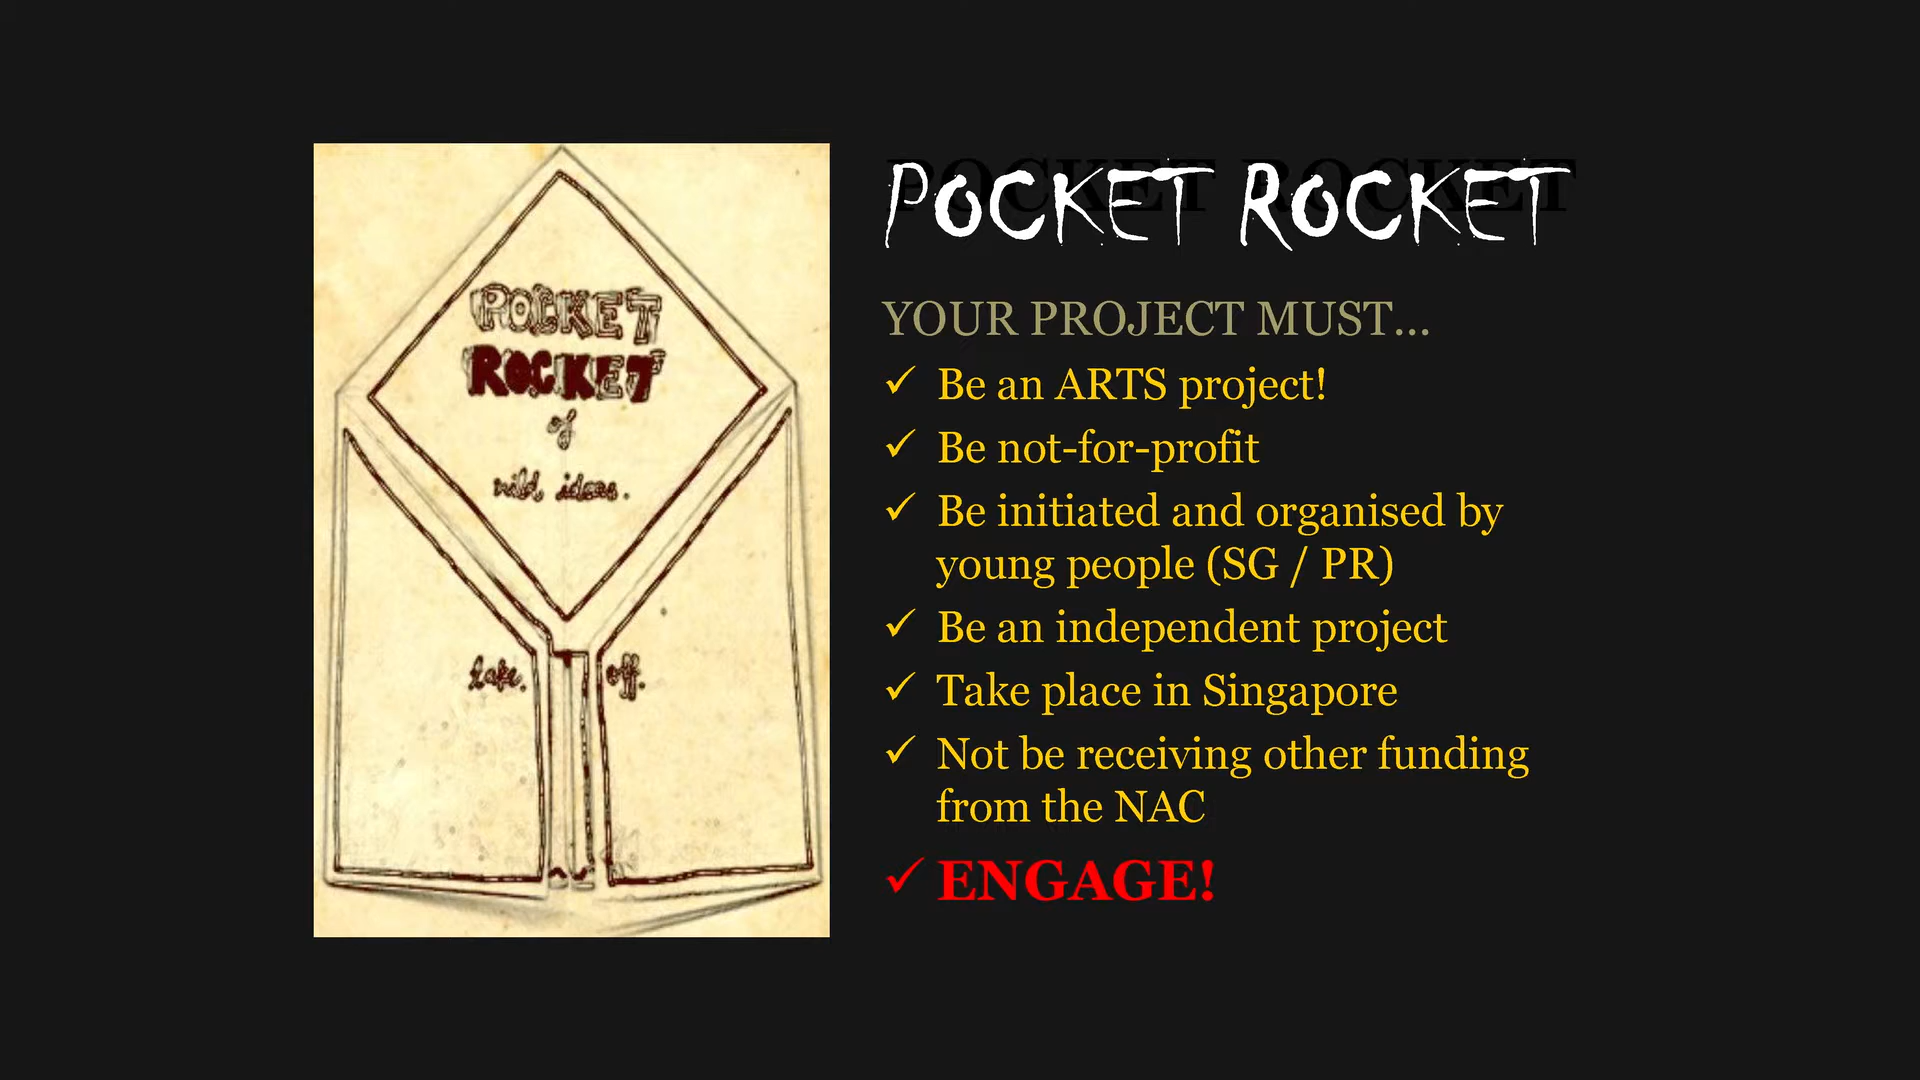 POCKET
ROCKET
of
wild ideas.
take. off.
POCKET ROCKET
YOUR PROJECT MUST...
✓ Be an ARTS project!
✓ Be not-for-profit
✓ Be initiated and organised by
young people (SG / PR)
✓ Be an independent project
✓ Take place in Singapore
✓ Not be receiving other funding
from the NAC
✓ ENGAGE!